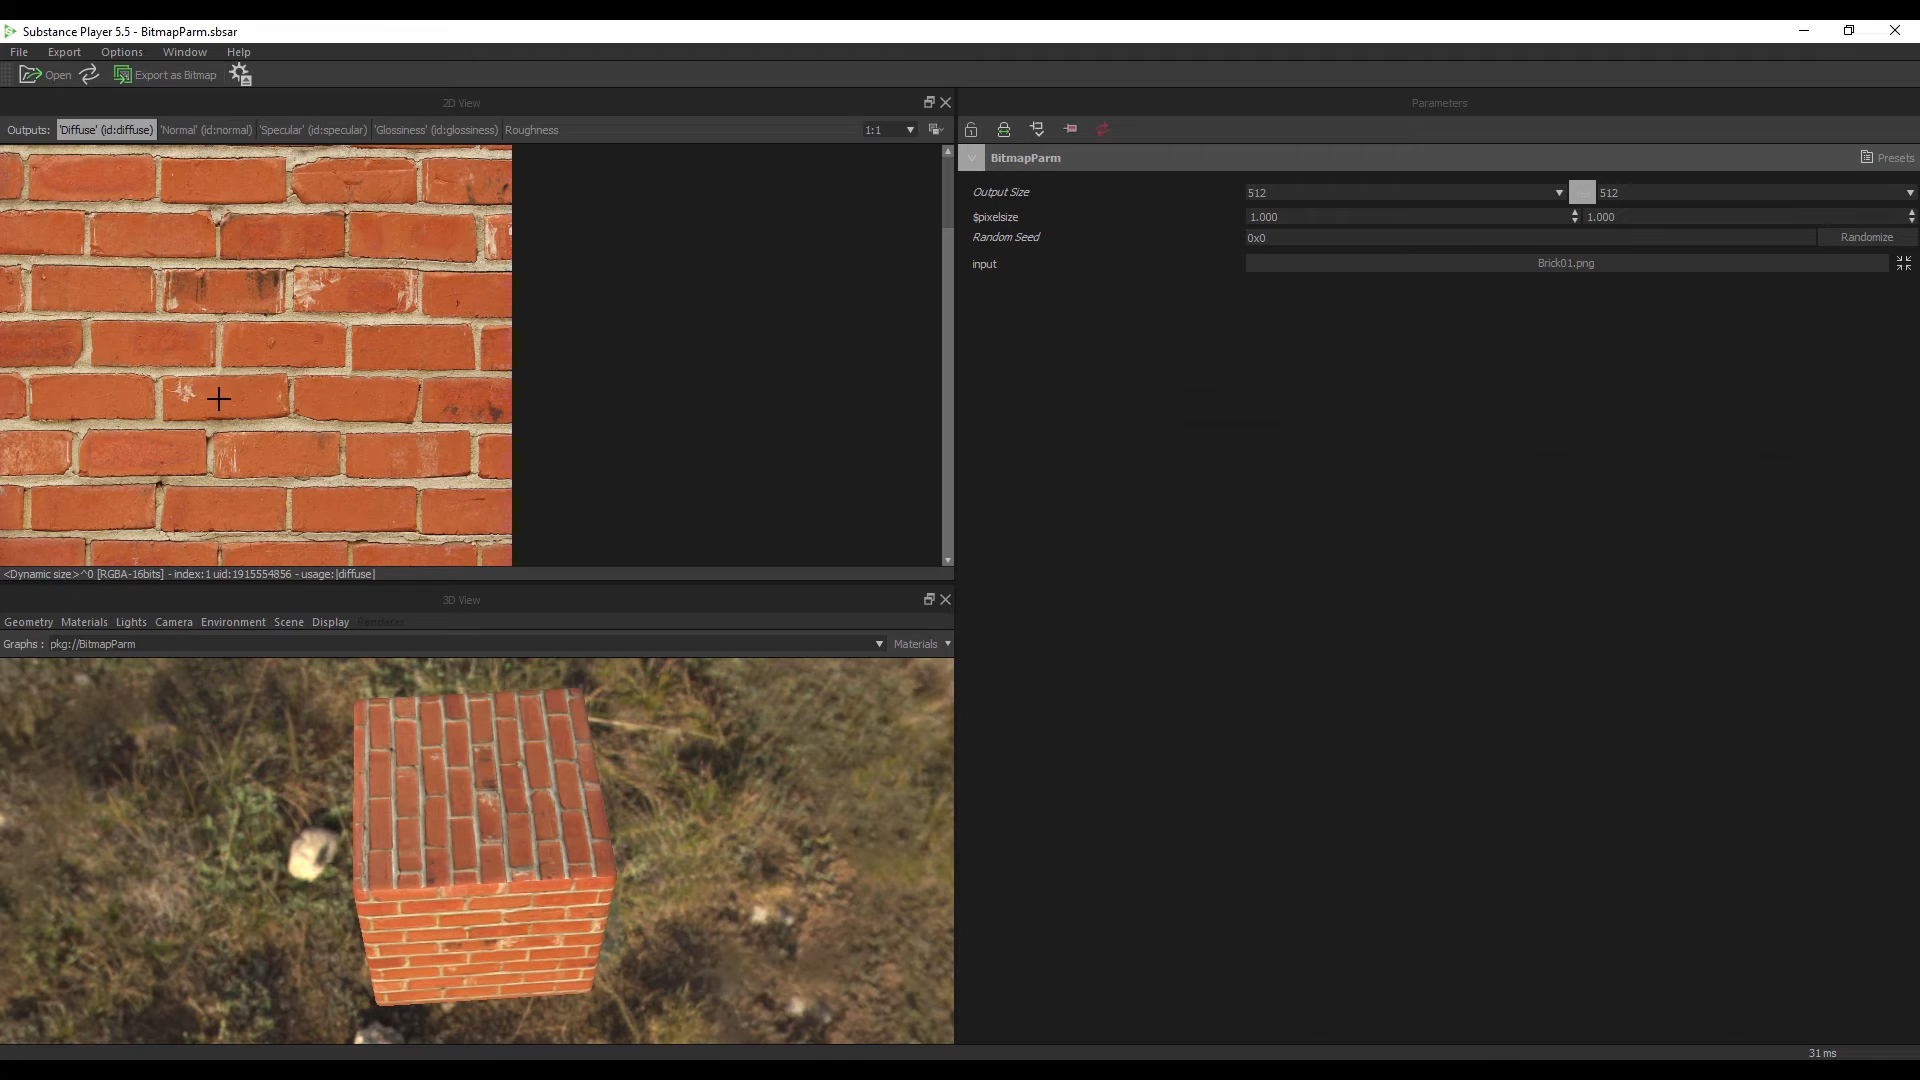 Substance Player 5.5 - BitmapParm.sbsar
File Export Options Window Help
Open Export as Bitmap
2D View
Parameters
Outputs: 'Diffuse' (id:diffuse) 'Normal' (id:normal) 'Specular' (id:specular) 'Glossiness' (id:glossiness) Roughness 1:1
BitmapParm Presets
Output Size 512 512
$pixelsize 1.000 1.000
Random Seed 0x0 Randomize
input Brick01.png
<Dynamic size>^0 [RGBA-16bits] - index:1 uid:1915554856 - usage:|diffuse|
3D View
Geometry Materials Lights Camera Environment Scene Display Renderer
Graphs : pkg://BitmapParm Materials
31 ms